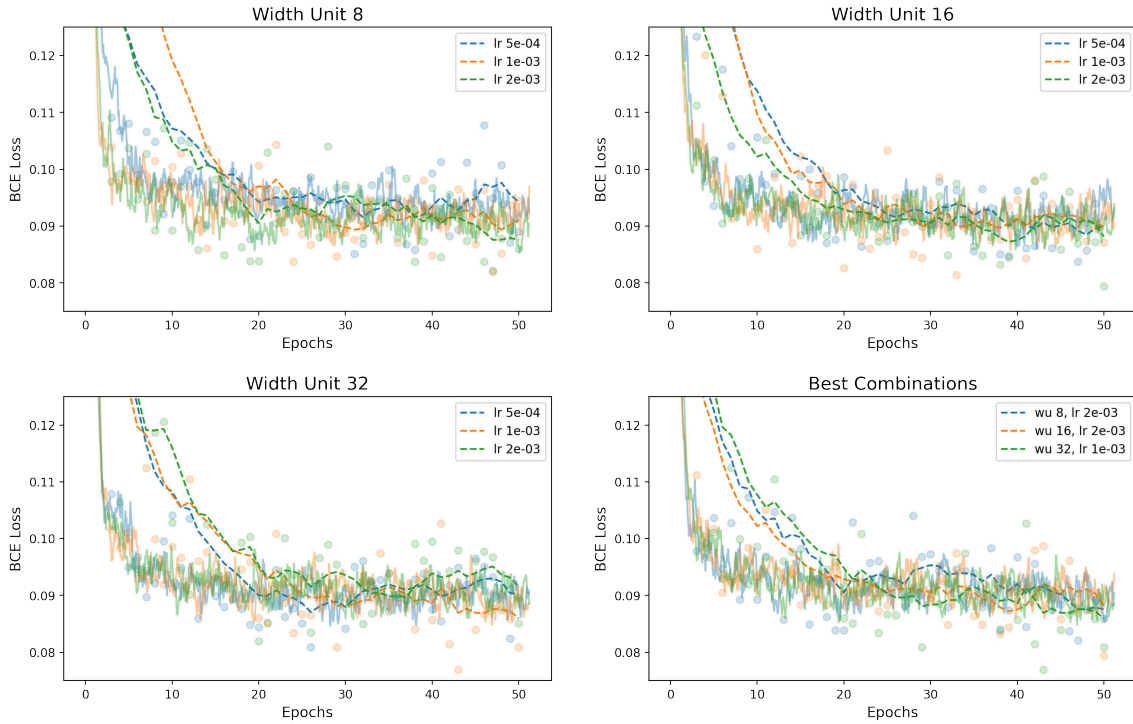 Width Unit 8
BCE Loss
0.12
0.11
0.10
0.09
0.08
lr 5e-04
lr 1e-03
lr 2e-03
0 10 20 30 40 50
Epochs
Width Unit 16
BCE Loss
0.12
0.11
0.10
0.09
0.08
lr 5e-04
lr 1e-03
lr 2e-03
0 10 20 30 40 50
Epochs
Width Unit 32
BCE Loss
0.12
0.11
0.10
0.09
0.08
lr 5e-04
lr 1e-03
lr 2e-03
0 10 20 30 40 50
Epochs
Best Combinations
BCE Loss
0.12
0.11
0.10
0.09
0.08
wu 8, lr 2e-03
wu 16, lr 2e-03
wu 32, lr 1e-03
0 10 20 30 40 50
Epochs